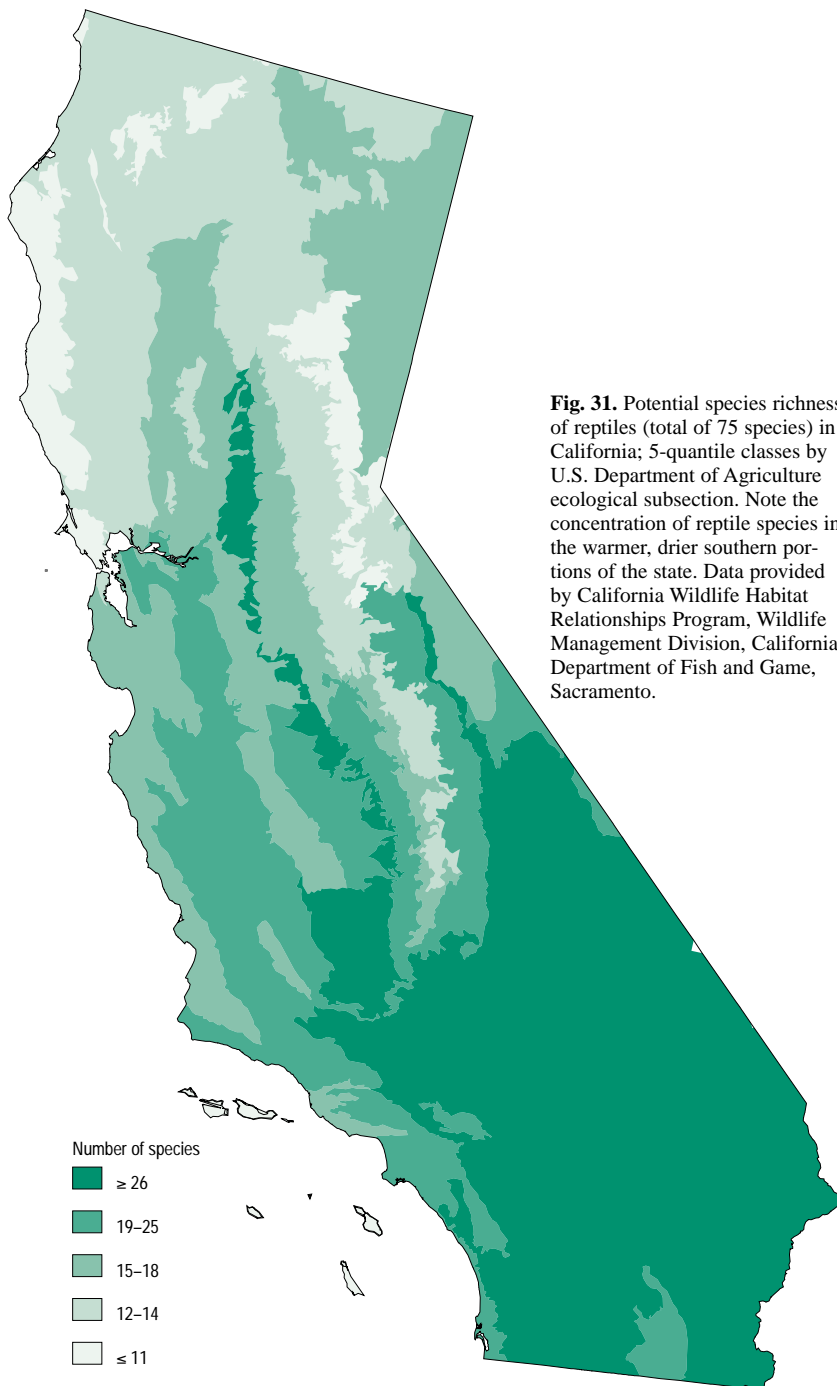 Fig. 31. Potential species richness
of reptiles (total of 75 species) in
California; 5-quantile classes by
U.S. Department of Agriculture
ecological subsection. Note the
concentration of reptile species in
the warmer, drier southern por-
tions of the state. Data provided
by California Wildlife Habitat
Relationships Program, Wildlife
Management Division, California
Department of Fish and Game,
Sacramento.
Number of species
≥ 26
19–25
15–18
12–14
≤ 11